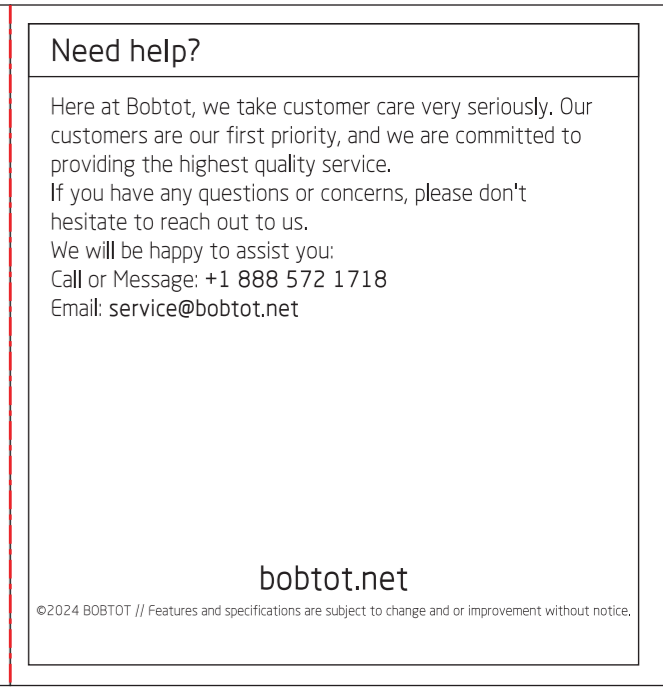 Need help?
Here at Bobtot, we take customer care very seriously. Our
customers are our first priority, and we are committed to
providing the highest quality service.
If you have any questions or concerns, please don't
hesitate to reach out to us.
We will be happy to assist you:
Call or Message: +1 888 572 1718
Email: service@bobtot.net
bobtot.net
©2024 BOBTOT // Features and specifications are subject to change and or improvement without notice.